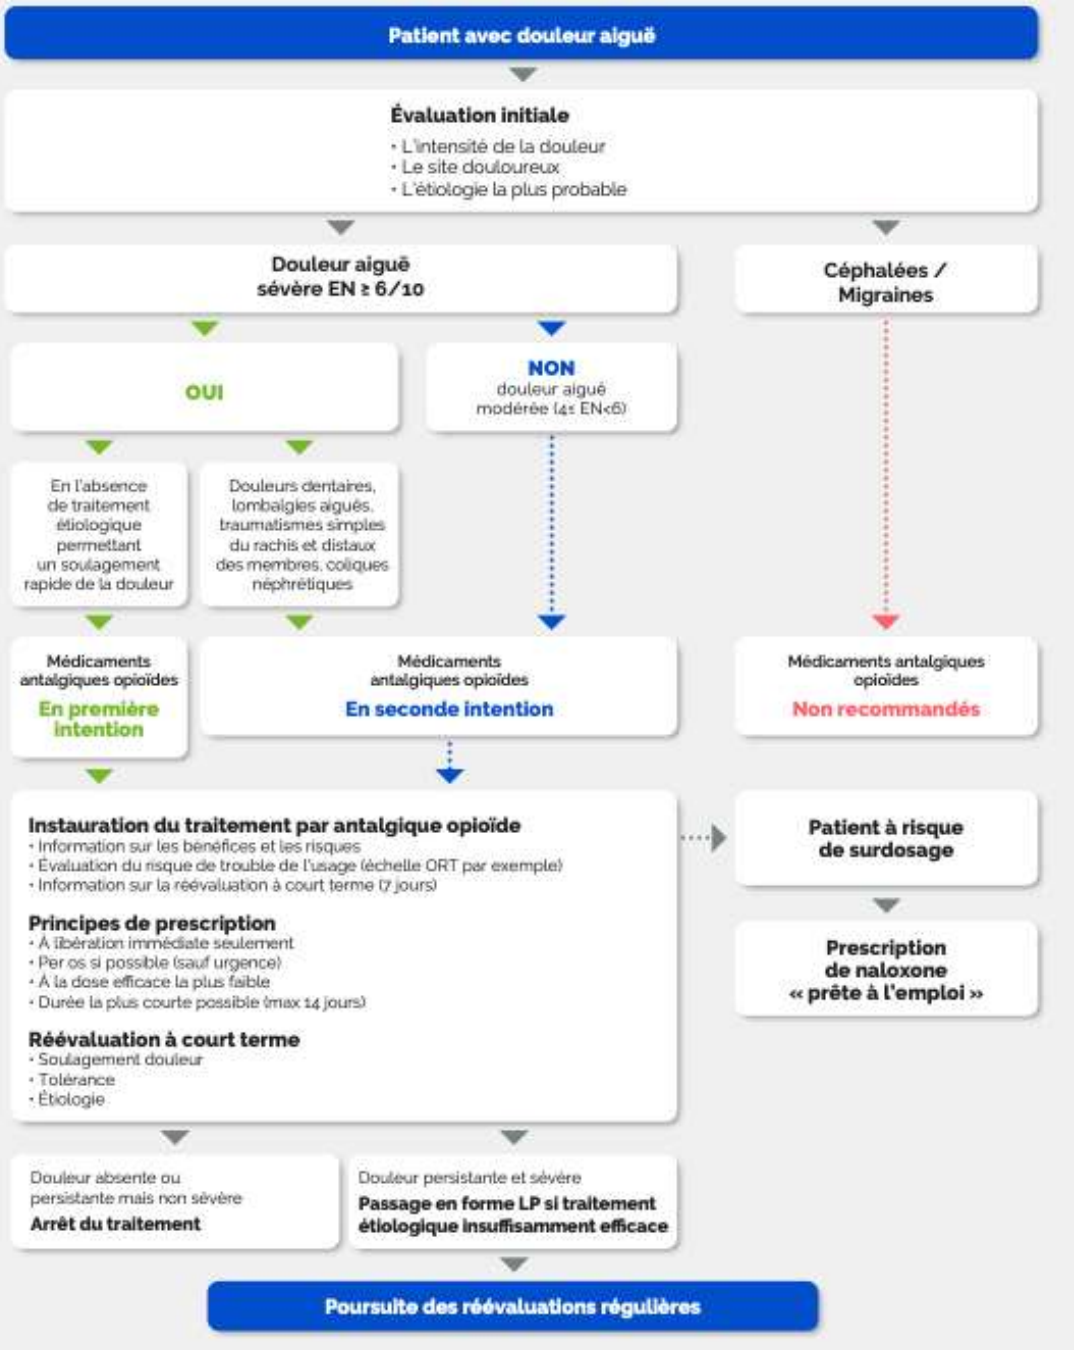 Patient avec douleur aiguë
Évaluation initiale
• L'intensité de la douleur
• Le site douloureux
• L'étiologie la plus probable
Douleur aiguë
sévère EN ≥ 6/10
Céphalées /
Migraines
OUI
NON
douleur aiguë
modérée (4≤ EN<6)
En l'absence
de traitement
étiologique
permettant
un soulagement
rapide de la douleur
Douleurs dentaires,
lombalgies aiguës,
traumatismes simples
du rachis et distaux
des membres, coliques
néphrétiques
Médicaments
antalgiques opioïdes
En première
intention
Médicaments
antalgiques opioïdes
En seconde intention
Médicaments antalgiques
opioïdes
Non recommandés
Instauration du traitement par antalgique opioïde
• Information sur les bénéfices et les risques
• Évaluation du risque de trouble de l'usage (échelle ORT par exemple)
• Information sur la réévaluation à court terme (7 jours)
Principes de prescription
• À libération immédiate seulement
• Per os si possible (sauf urgence)
• À la dose efficace la plus faible
• Durée la plus courte possible (max 14 jours)
Réévaluation à court terme
• Soulagement douleur
• Tolérance
• Étiologie
Patient à risque
de surdosage
Prescription
de naloxone
« prête à l'emploi »
Douleur absente ou
persistante mais non sévère
Arrêt du traitement
Douleur persistante et sévère
Passage en forme LP si traitement
étiologique insuffisamment efficace
Poursuite des réévaluations régulières